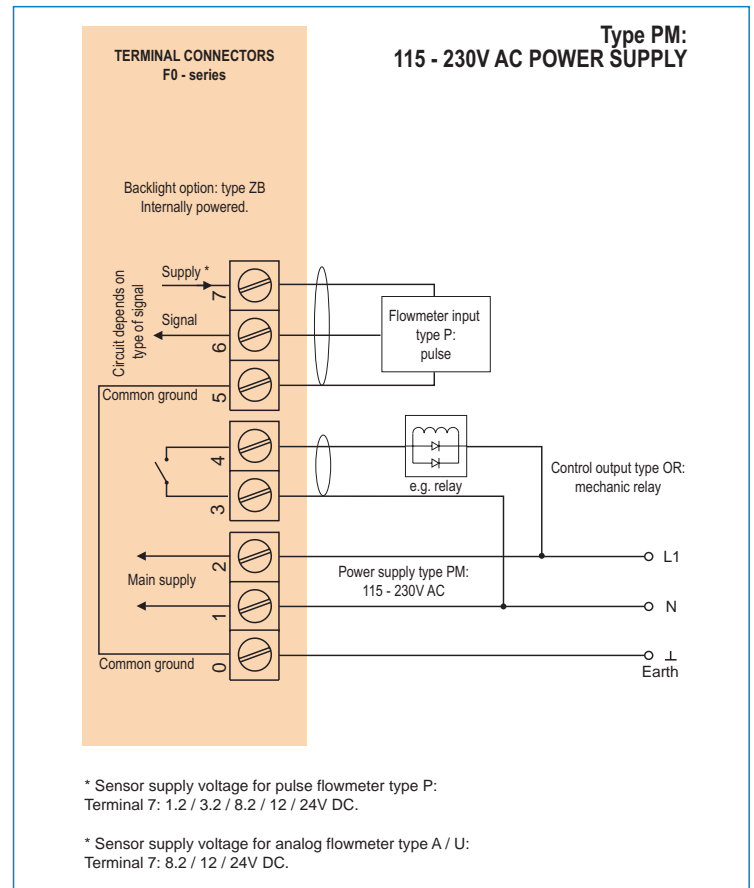 Type PM:
115 - 230V AC POWER SUPPLY
TERMINAL CONNECTORS
F0 - series
Backlight option: type ZB
Internally powered.
Circuit depends on
type of signal
Supply *
7
Signal
6
Common ground
5
Flowmeter input
type P:
pulse
4
3
e.g. relay
Control output type OR:
mechanic relay
2
Main supply
1
Power supply type PM:
115 - 230V AC
L1
N
Common ground
0
Earth
* Sensor supply voltage for pulse flowmeter type P:
Terminal 7: 1.2 / 3.2 / 8.2 / 12 / 24V DC.
* Sensor supply voltage for analog flowmeter type A / U:
Terminal 7: 8.2 / 12 / 24V DC.